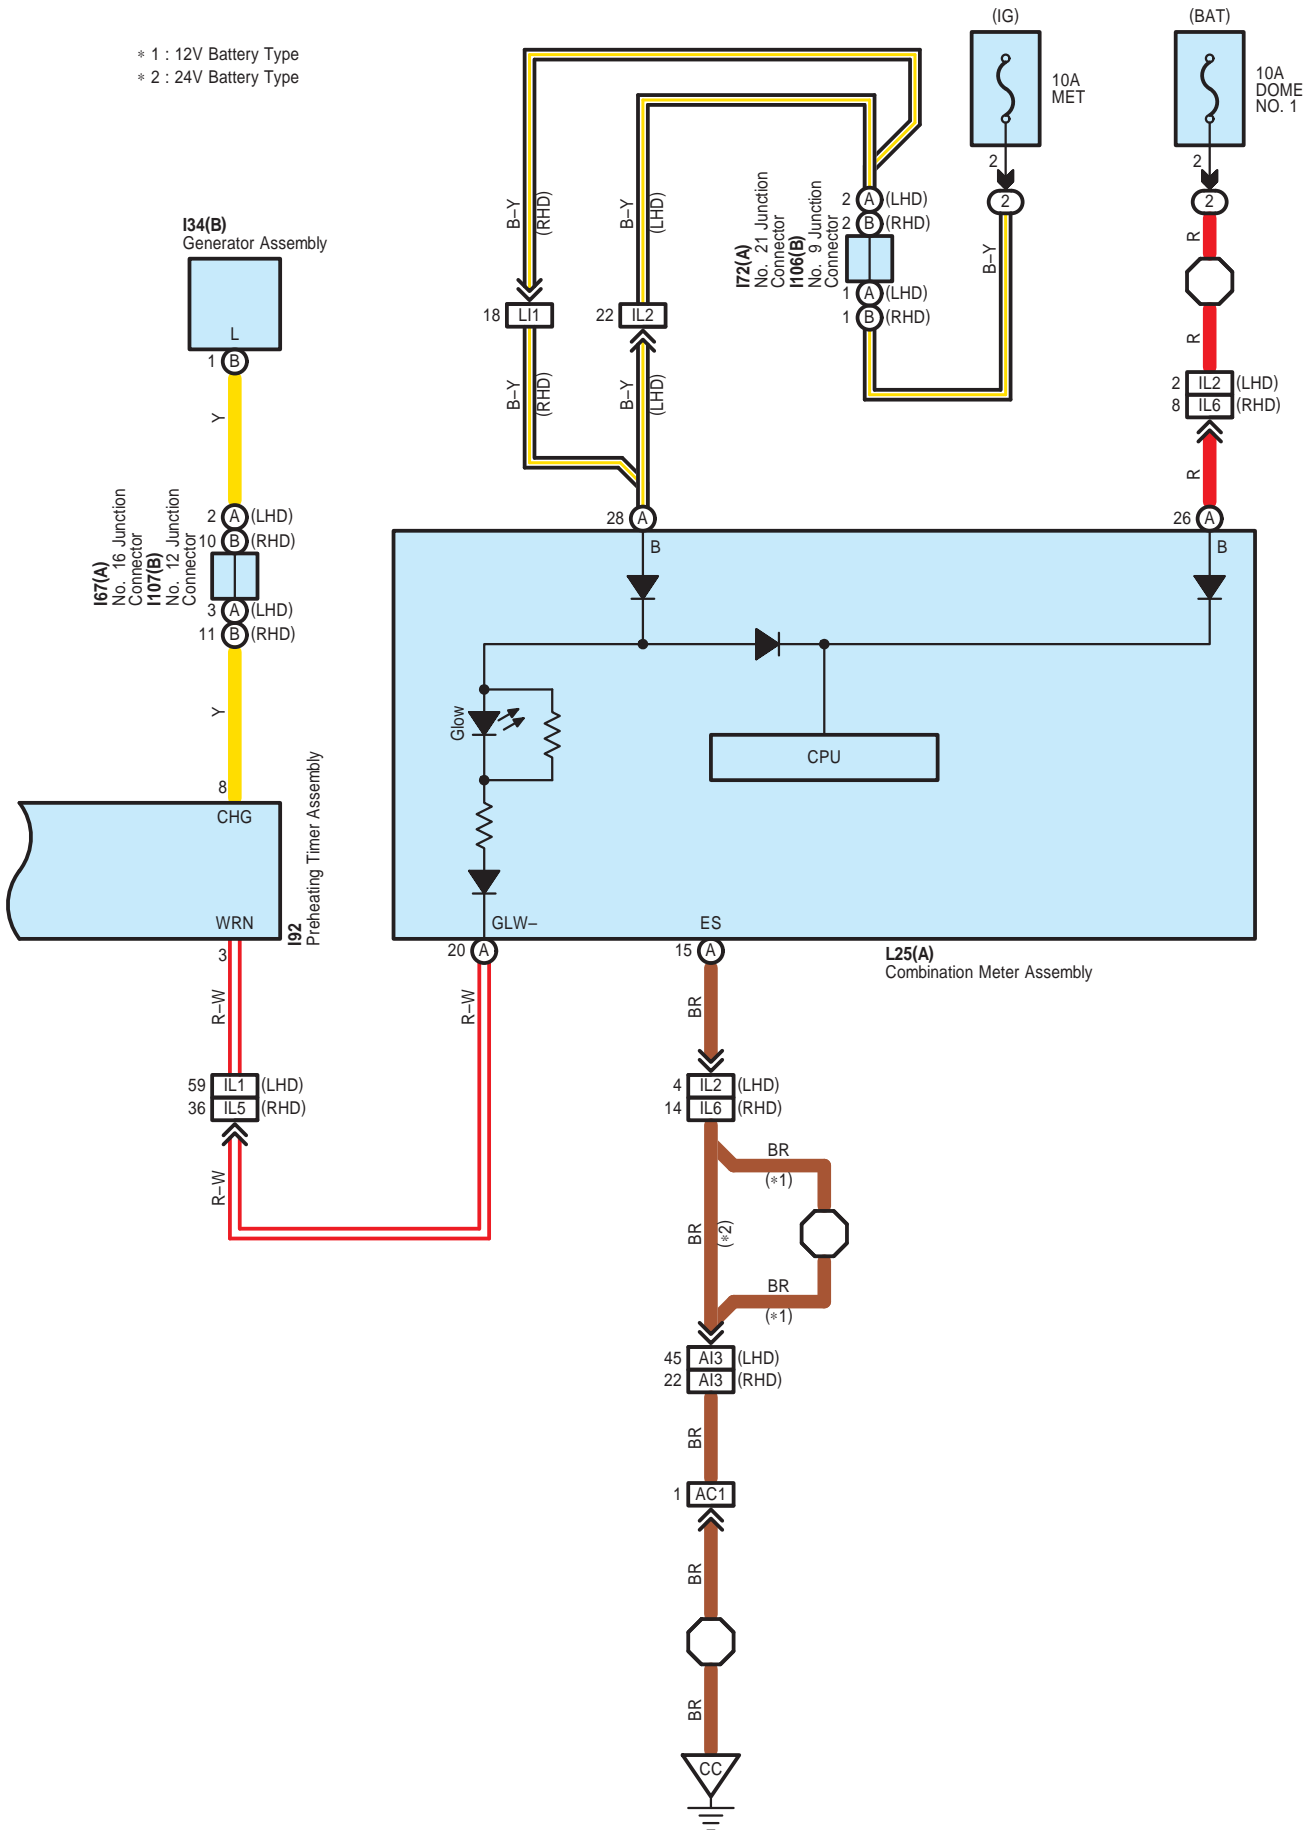 ∗ 1 : 12V Battery Type
∗ 2 : 24V Battery Type
(IG)
10A
MET
2
2
(BAT)
10A
DOME
NO. 1
2
2
R
R
2 IL2 (LHD)
8 IL6 (RHD)
R
26 A
B–Y
(RHD)
B–Y
(LHD)
2 A (LHD)
2 B (RHD)
I72(A)
No. 21 Junction
Connector
I106(B)
No. 9 Junction
Connector
1 A (LHD)
1 B (RHD)
B–Y
18 LI1
22 IL2
B–Y
(RHD)
B–Y
(LHD)
28 A
I34(B)
Generator Assembly
L
1 B
Y
2 A (LHD)
10 B (RHD)
I67(A)
No. 16 Junction
Connector
I107(B)
No. 12 Junction
Connector
3 A (LHD)
11 B (RHD)
Y
8
CHG
WRN
I92
Preheating Timer Assembly
3
B
B
Glow
CPU
GLW–
ES
20 A
15 A
L25(A)
Combination Meter Assembly
R–W
R–W
59 IL1 (LHD)
36 IL5 (RHD)
R–W
BR
4 IL2 (LHD)
14 IL6 (RHD)
BR
(∗1)
BR
(∗2)
BR
(∗1)
45 AI3 (LHD)
22 AI3 (RHD)
BR
1 AC1
BR
BR
CC